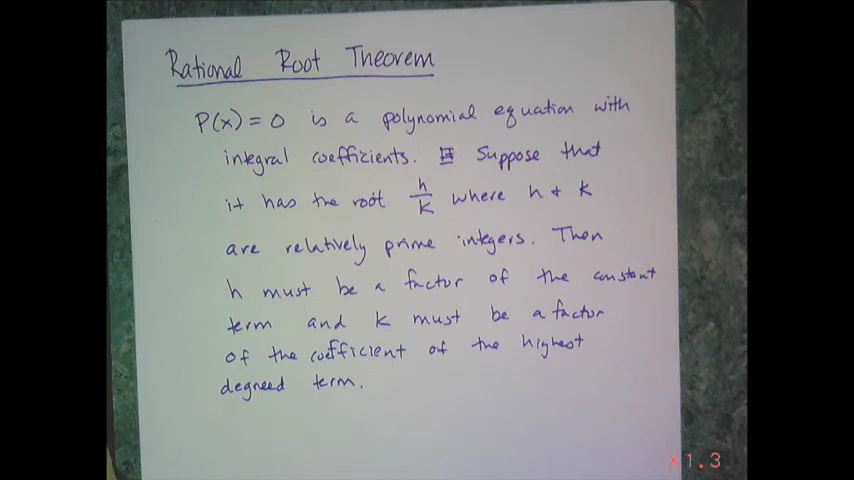 Rational Root Theorem
P(x) = 0 is a polynomial equation with
integral coefficients. Suppose that
it has the root h/k where h + k
are relatively prime integers. Then
h must be a factor of the constant
term and k must be a factor
of the coefficient of the highest
degreed term.
×1.3